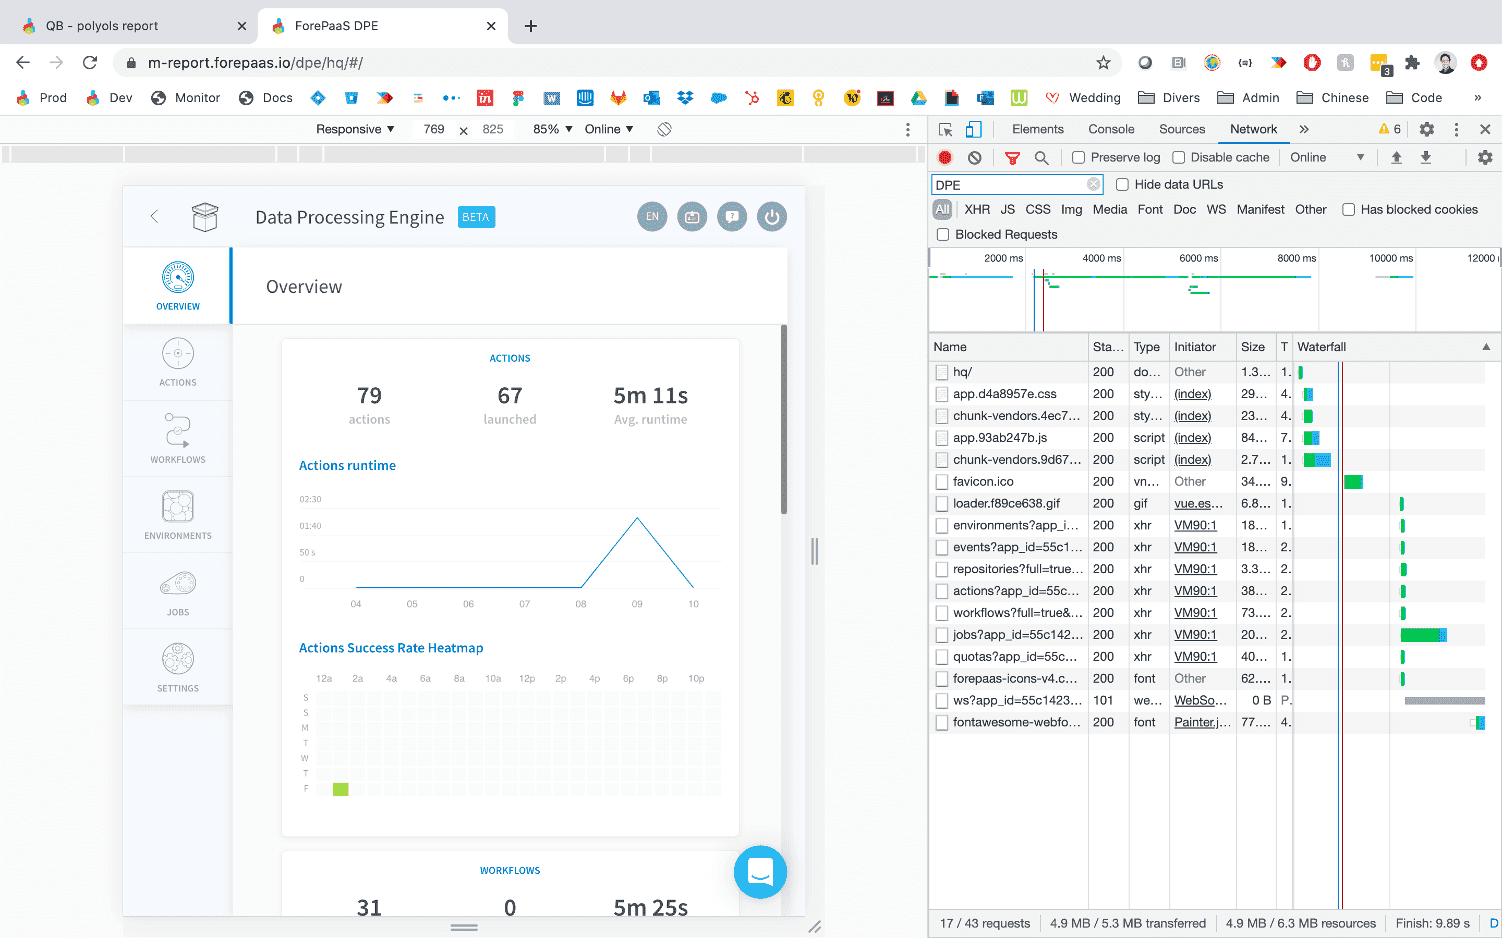 QB - polyols report
ForePaaS DPE
m-report.forepaas.io/dpe/hq/#/
3
Prod Dev Monitor Docs Wedding Divers Admin Chinese Code »
Responsive ▼ 769 x 825 85% ▼ Online ▼
Elements Console Sources Network » 6
Preserve log Disable cache Online ▼
DPE Hide data URLs
All XHR JS CSS Img Media Font Doc WS Manifest Other Has blocked cookies
Blocked Requests
2000 ms 4000 ms 6000 ms 8000 ms 10000 ms 12000
Data Processing Engine BETA EN
OVERVIEW
ACTIONS
WORKFLOWS
ENVIRONMENTS
JOBS
SETTINGS
Overview
ACTIONS
79 67 5m 11s
actions launched Avg. runtime
Actions runtime
02:30
01:40
50 s
0
04 05 06 07 08 09 10
Actions Success Rate Heatmap
12a 2a 4a 6a 8a 10a 12p 2p 4p 6p 8p 10p
S
S
M
T
W
T
F
WORKFLOWS
31 0 5m 25s
Name Sta... Type Initiator Size T Waterfall
hq/ 200 do... Other 1.3... 1.
app.d4a8957e.css 200 sty... (index) 29... 4.
chunk-vendors.4ec7... 200 sty... (index) 23... 4.
app.93ab247b.js 200 script (index) 84... 7.
chunk-vendors.9d67... 200 script (index) 2.7... 1.
favicon.ico 200 vn... Other 34.... 9.
loader.f89ce638.gif 200 gif vue.es... 6.8... 1.
environments?app_i... 200 xhr VM90:1 18... 1.
events?app_id=55c1... 200 xhr VM90:1 18... 2.
repositories?full=true... 200 xhr VM90:1 3.3... 2.
actions?app_id=55c... 200 xhr VM90:1 38... 2.
workflows?full=true&... 200 xhr VM90:1 73.... 2.
jobs?app_id=55c142... 200 xhr VM90:1 20... 2.
quotas?app_id=55c... 200 xhr VM90:1 40... 1.
forepaas-icons-v4.c... 200 font Other 62.... 1.
ws?app_id=55c1423... 101 we... WebSo... 0 B P.
fontawesome-webfo... 200 font Painter.j... 77.... 4.
17 / 43 requests 4.9 MB / 5.3 MB transferred 4.9 MB / 6.3 MB resources Finish: 9.89 s D